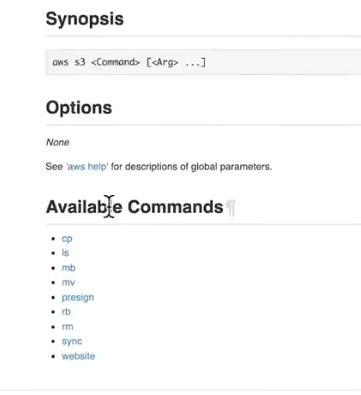 Synopsis
aws s3 <Command> [<Arg> ...]
Options
None
See 'aws help' for descriptions of global parameters.
Available Commands¶
cp
ls
mb
mv
presign
rb
rm
sync
website